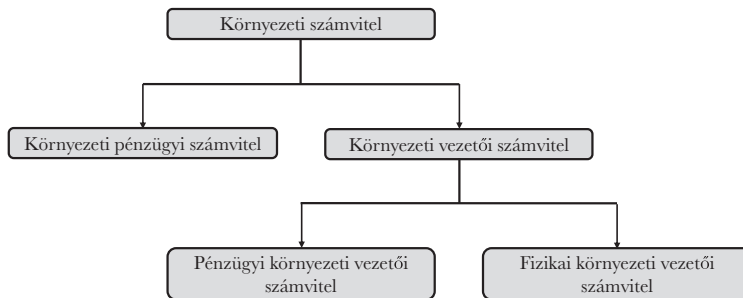 Környezeti számvitel
Környezeti pénzügyi számvitel
Környezeti vezetői számvitel
Pénzügyi környezeti vezetői
számvitel
Fizikai környezeti vezetői
számvitel